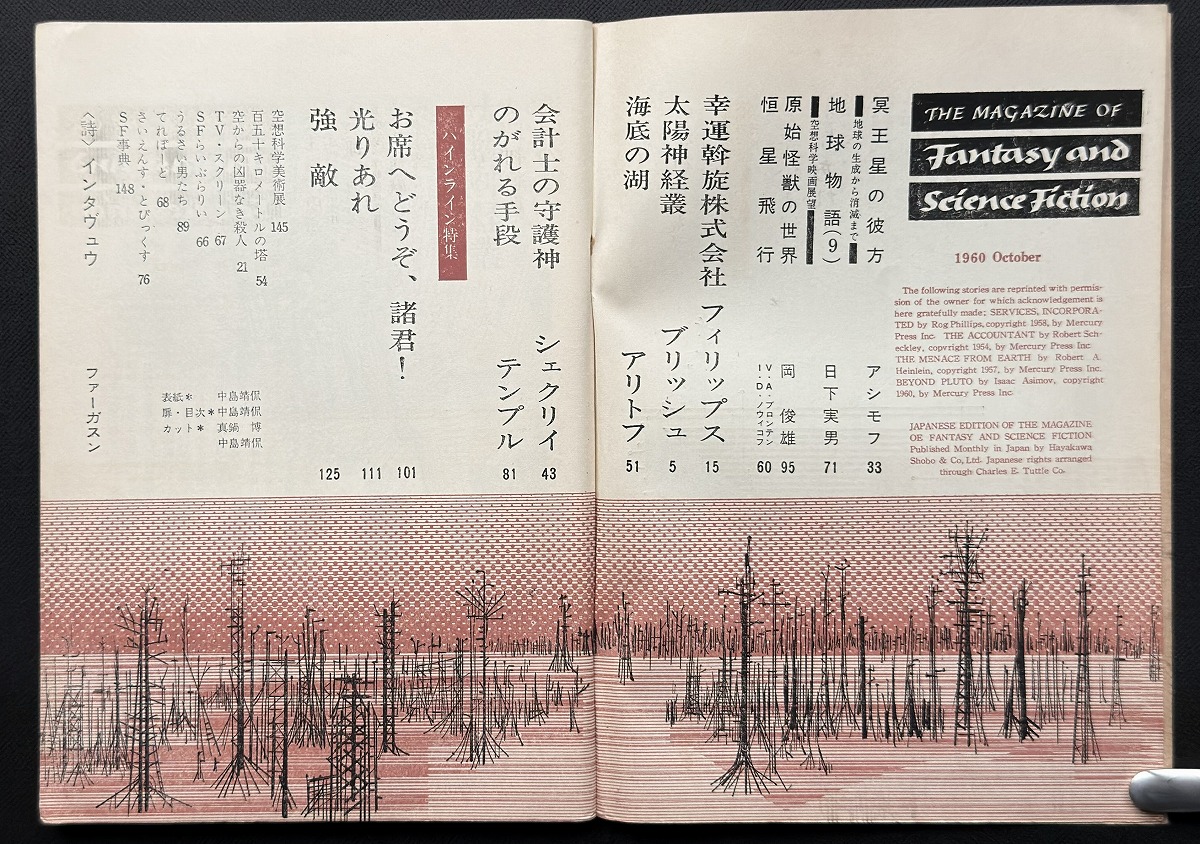 THE MAGAZINE OF
Fantasy and
Science Fiction
1960 October
The following stories are reprinted with permis-
sion of the owner for which acknowledgement is
here gratefully made; SERVICES, INCORPORA-
TED by Rog Phillips, copyright 1958, by Mercury
Press Inc. THE ACCOUNTANT by Robert Sch-
eckley, copyright 1954, by Mercury Press Inc
THE MENACE FROM EARTH by Robert A.
Heinlein, copyright 1957, by Mercury Press Inc.
BEYOND PLUTO by Isaac Asimov, copyright
1960, by Mercury Press Inc.
JAPANESE EDITION OF THE MAGAZINE
OE FANTASY AND SCIENCE FICTION
Published Monthly in Japan by Hayakawa
Shobo & Co, Ltd. Japanese rights arranged
through Charles E. Tuttle Co.
冥王星の彼方 アシモフ 33
地球の生成から消滅まで
地球物語(9) 日下実男 71
空想科学映画展望
原始怪獣の世界 岡俊雄 95
恒星飛行 V・A・ブロンテン I・D・ノヴィコフ 60
幸運斡旋株式会社 フィリップス 15
太陽神経叢 ブリッシュ 5
海底の湖 アリトフ 51
会計士の守護神 シェクリイ 43
のがれる手段 テンプル 81
ハインライン特集
お席へどうぞ、諸君! 101
光りあれ 111
強敵 125
空想科学美術展 145
百五十キロメートルの塔 54
空からの凶器なき殺人 21
TV・スクリーン 67
SFらいぶらりい 66
うるさい男たち 89
てれぽーと 68
さいえんす・とぴっくす 76
SF事典 148
〈詩〉インタヴュウ ファーガスン
表紙* 中島靖侃
扉・目次* 中島靖侃
カット* 真鍋博
中島靖侃